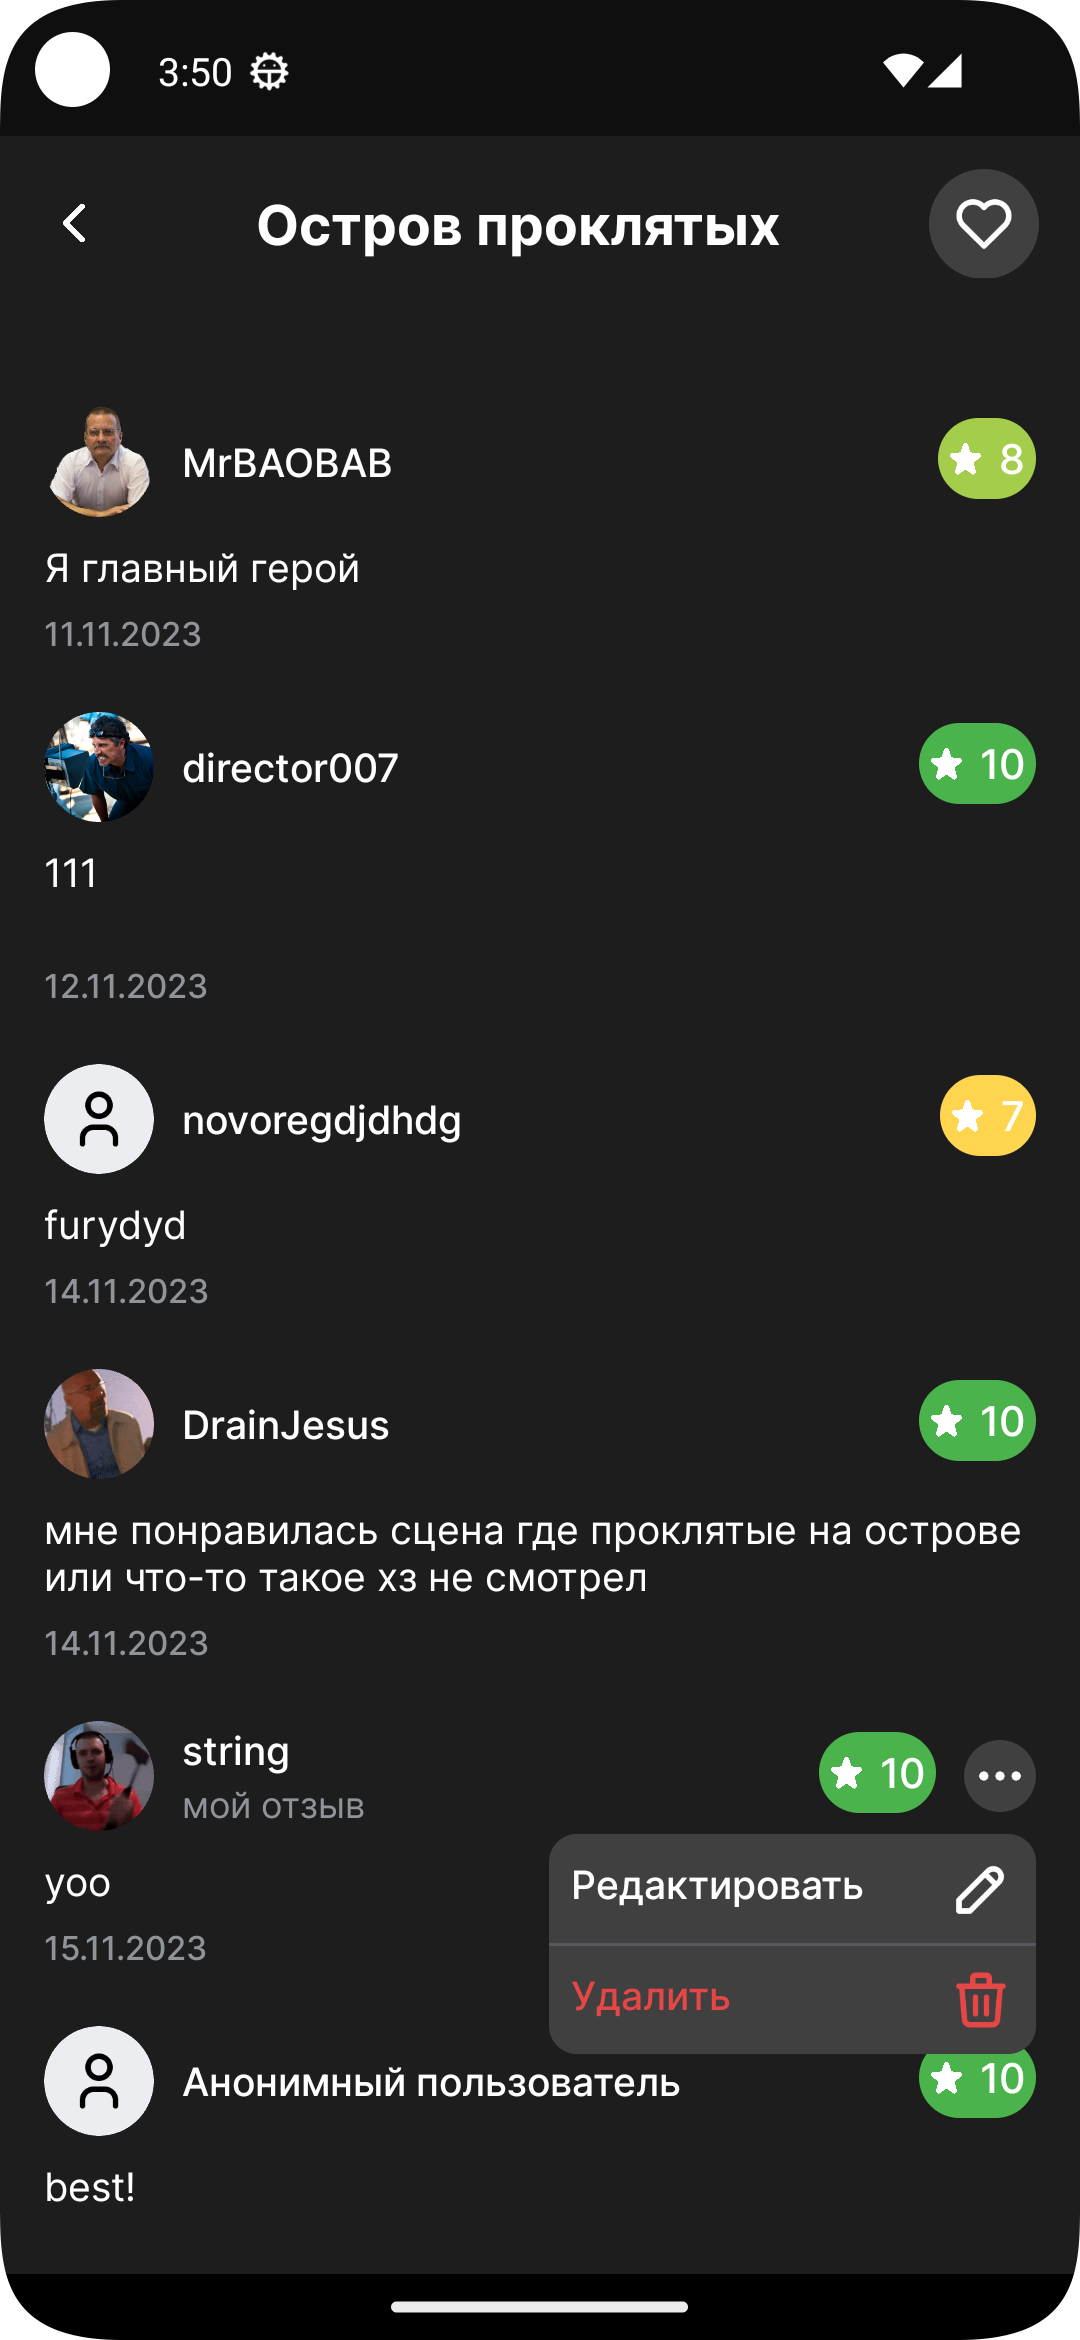 3:50
Остров проклятых
MrBAOBAB
8
Я главный герой
11.11.2023
director007
10
111
12.11.2023
novoregdjdhdg
7
furydyd
14.11.2023
DrainJesus
10
мне понравилась сцена где проклятые на острове
или что-то такое хз не смотрел
14.11.2023
string
10
мой отзыв
yoo
Редактировать
15.11.2023
Удалить
Анонимный пользователь
10
best!